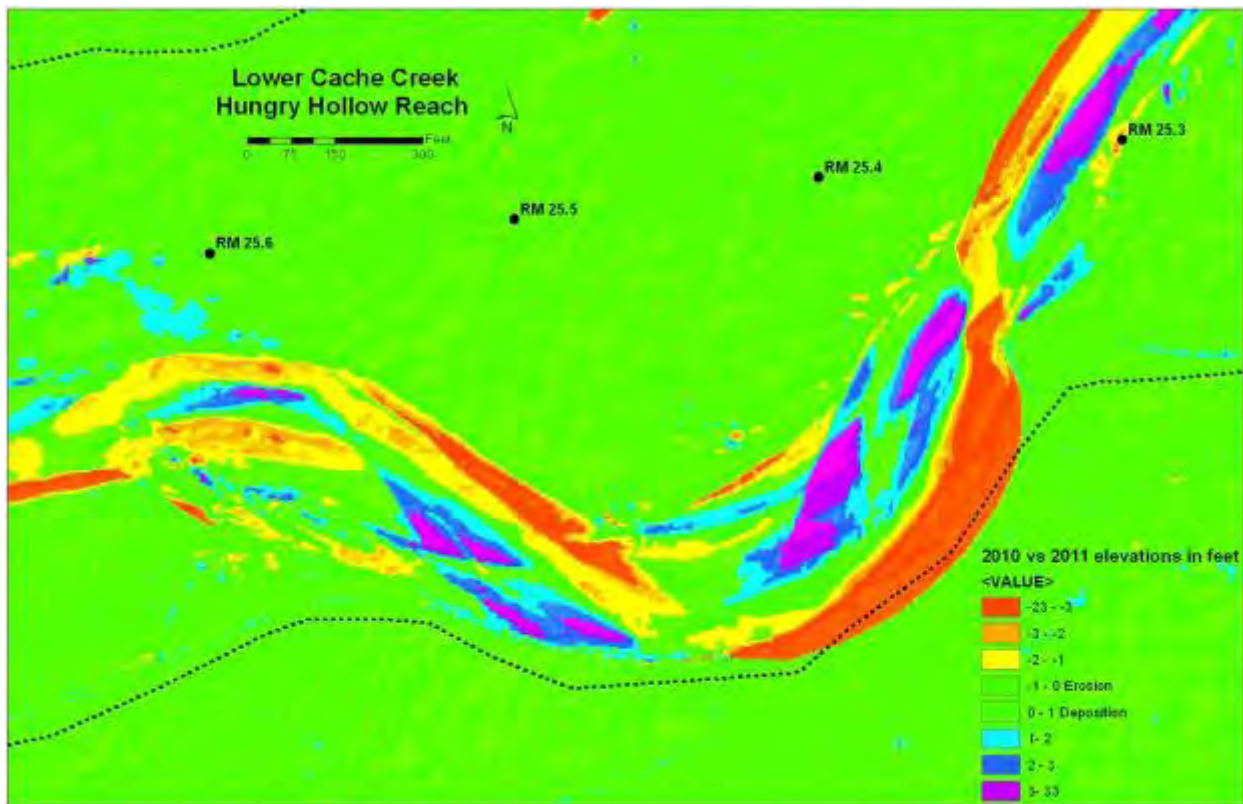 Lower Cache Creek
Hungry Hollow Reach
Feet
0 75 150 300
N
RM 25.3
RM 25.4
RM 25.5
RM 25.6
2010 vs 2011 elevations in feet
<VALUE>
-23 - -3
-3 - -2
-2 - -1
-1 - 0 Erosion
0 - 1 Deposition
1 - 2
2 - 3
3 - 33